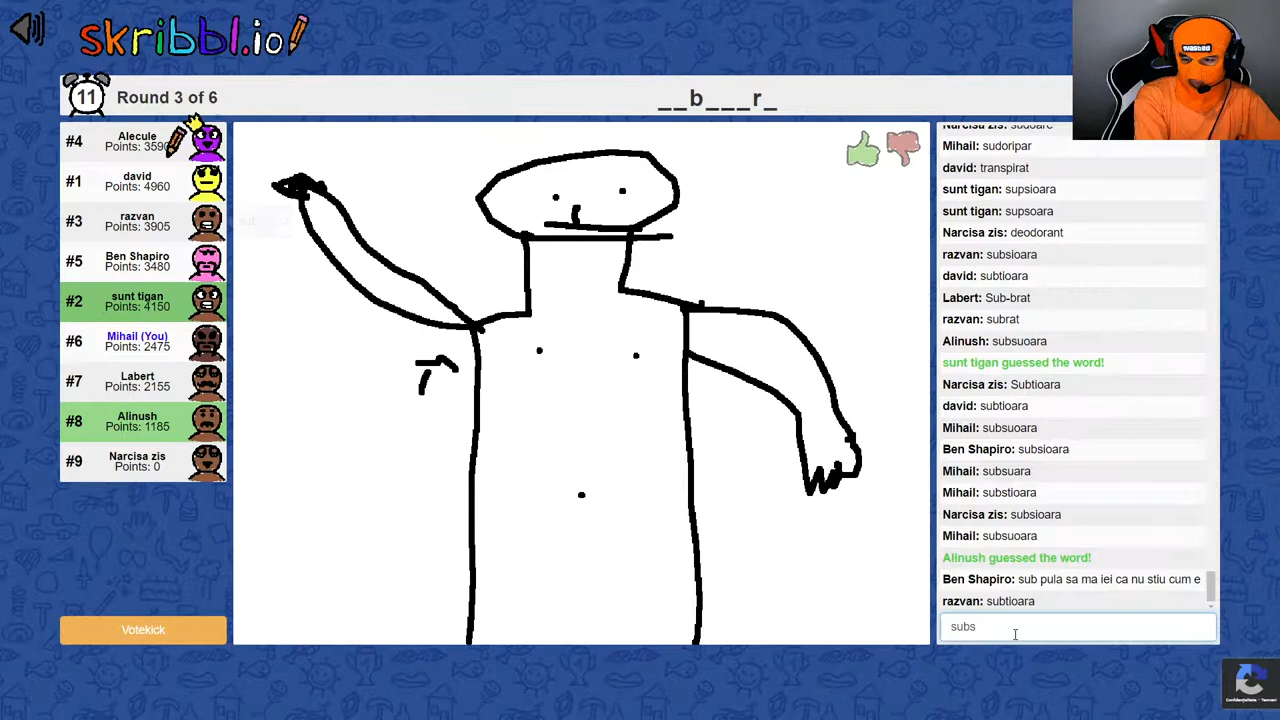 skribbl.io
wasted
11 Round 3 of 6 __b___r_
#4 Alecule
Points: 3590
#1 david
Points: 4960
#3 razvan
Points: 3905
#5 Ben Shapiro
Points: 3480
#2 sunt tigan
Points: 4150
#6 Mihail (You)
Points: 2475
#7 Labert
Points: 2155
#8 Alinush
Points: 1185
#9 Narcisa zis
Points: 0
Votekick
Narcisa zis: sudoare
Mihail: sudoripar
david: transpirat
sunt tigan: supsioara
sunt tigan: supsoara
Narcisa zis: deodorant
razvan: subsioara
david: subtioara
Labert: Sub-brat
razvan: subrat
Alinush: subsuoara
sunt tigan guessed the word!
Narcisa zis: Subtioara
david: subtioara
Mihail: subsuoara
Ben Shapiro: subsioara
Mihail: subsuara
Mihail: substioara
Narcisa zis: subsioara
Mihail: subsuoara
Alinush guessed the word!
Ben Shapiro: sub pula sa ma iei ca nu stiu cum e
razvan: subtioara
subs